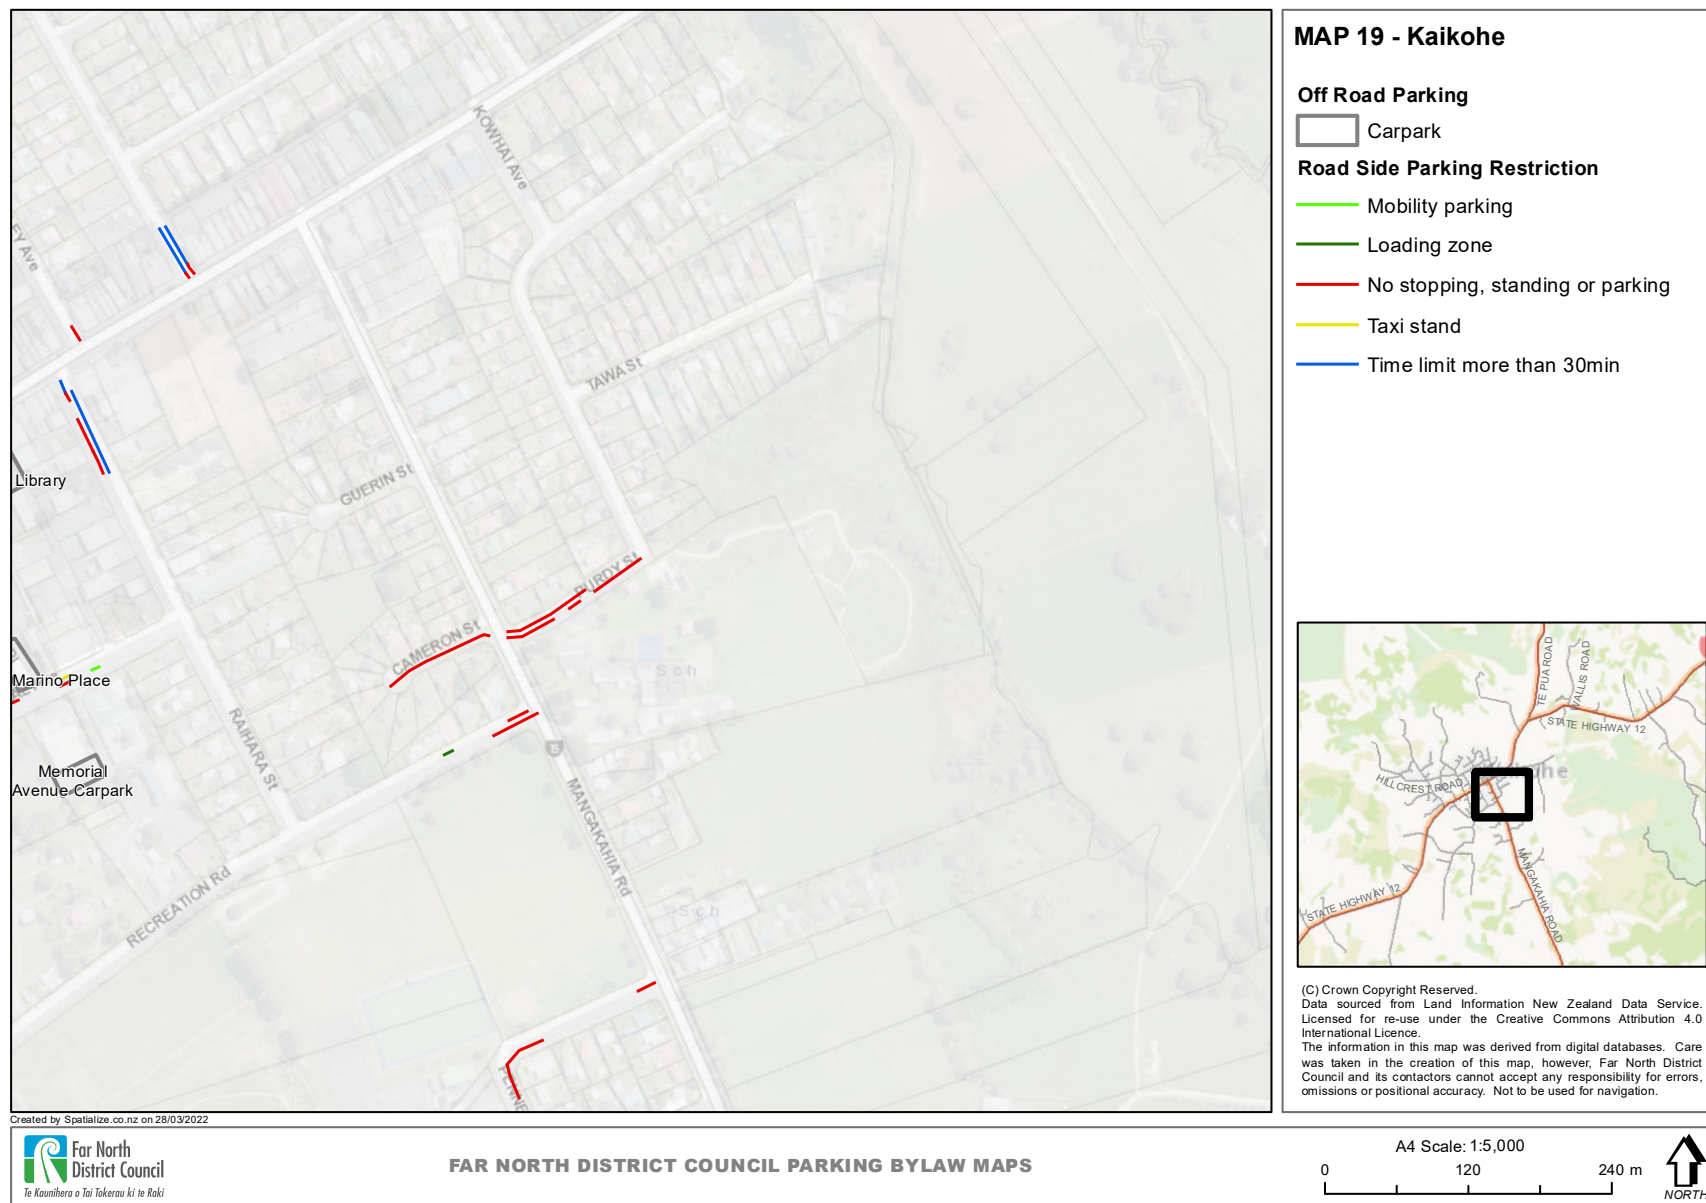 MAP 19 - Kaikohe
Off Road Parking
Carpark
Road Side Parking Restriction
Mobility parking
Loading zone
No stopping, standing or parking
Taxi stand
Time limit more than 30min
KOWHAI Ave
EY Ave
TAWA St
GUERIN St
Library
PURDY St
CAMERON St
Sch
Marino Place
RAIHARA St
15
Memorial
Avenue Carpark
MANGAKAHIA Rd
RECREATION Rd
Sch
PENNE
TE PUA ROAD
WALLIS ROAD
STATE HIGHWAY 12
HILLCREST ROAD
ohe
MANGAKAHIA ROAD
STATE HIGHWAY 12
(C) Crown Copyright Reserved.
Data sourced from Land Information New Zealand Data Service.
Licensed for re-use under the Creative Commons Attribution 4.0
International Licence.
The information in this map was derived from digital databases. Care
was taken in the creation of this map, however, Far North District
Council and its contactors cannot accept any responsibility for errors,
omissions or positional accuracy. Not to be used for navigation.
Created by Spatialize.co.nz on 28/03/2022
Far North
District Council
Te Kaunihera o Tai Tokerau ki te Raki
FAR NORTH DISTRICT COUNCIL PARKING BYLAW MAPS
A4 Scale: 1:5,000
0 120 240 m
NORTH